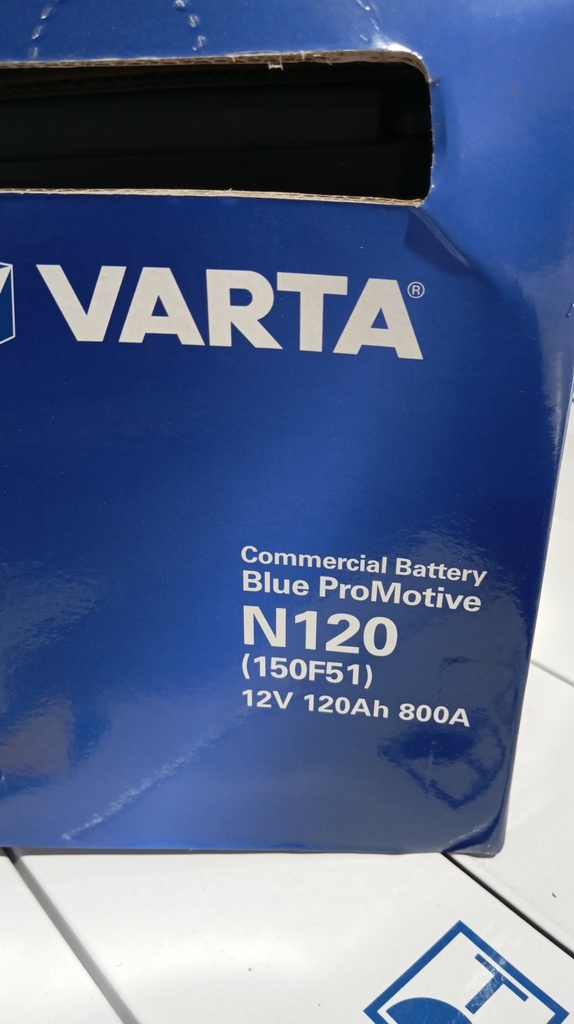 VARTA®
Commercial Battery
Blue ProMotive
N120
(150F51)
12V 120Ah 800A